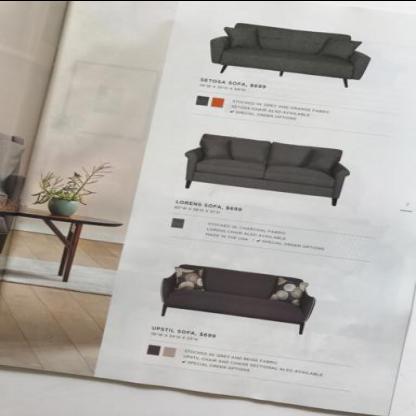 SETOSA SOFA, $699
STOCKED IN GREY AND ORANGE FABRIC
SETOSA CHAIR ALSO AVAILABLE
✔ SPECIAL ORDER OPTIONS
LORENS SOFA, $699
STOCKED IN CHARCOAL FABRIC
LORENS CHAIR ALSO AVAILABLE
MADE IN THE USA / ✔ SPECIAL ORDER OPTIONS
UPSTIL SOFA, $699
STOCKED IN GREY AND BEIGE FABRIC
UPSTIL CHAIR AND CHAISE SECTIONAL ALSO AVAILABLE
✔ SPECIAL ORDER OPTIONS